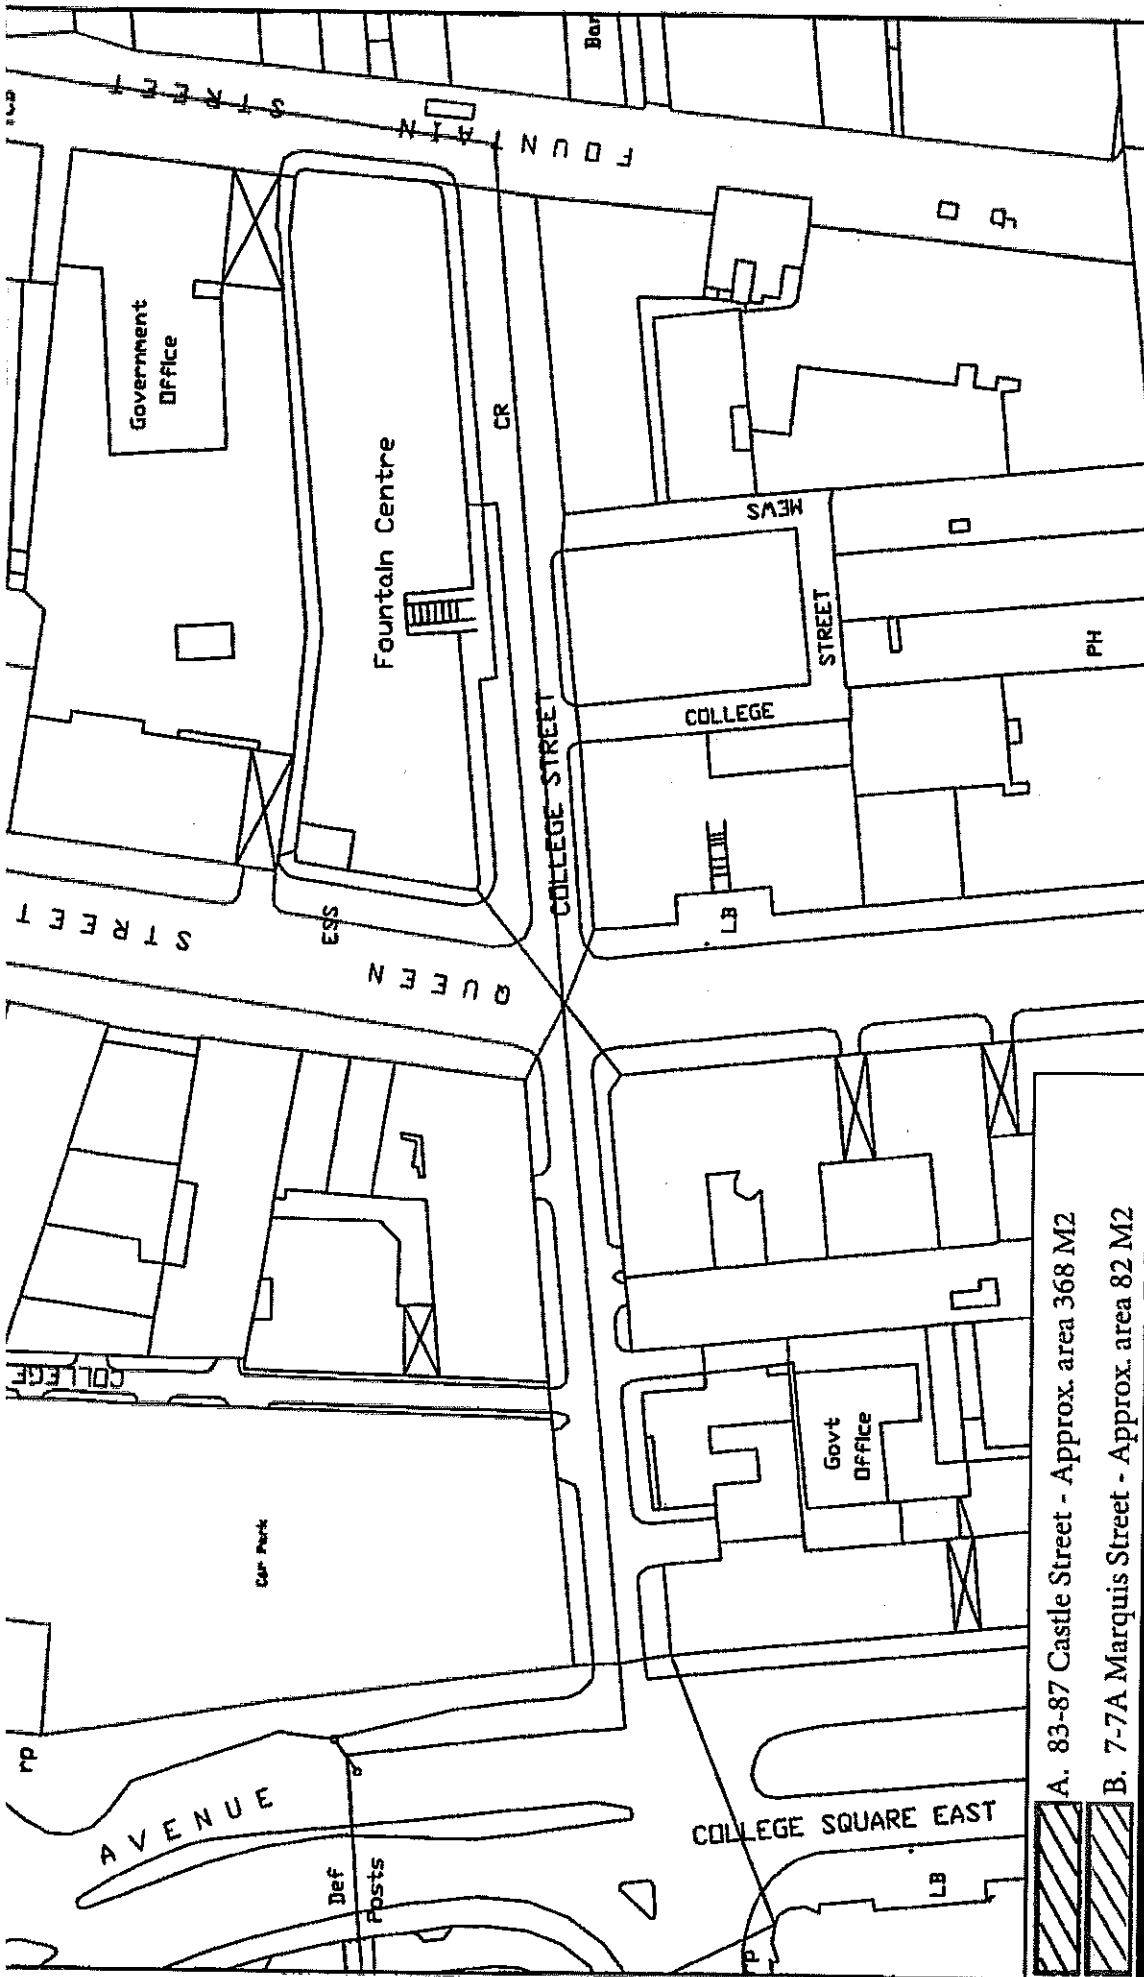 FOUNTAIN STREET
Bar
Government
Office
Fountain Centre
CR
COLLEGE STREET
QUEEN STREET
ESS
COLLEGE
STREET
MEWS
PH
LB
COLLEGE
Car Park
Govt
Office
rp
AVENUE
Def
Posts
COLLEGE SQUARE EAST
LB
rp
A. 83-87 Castle Street - Approx. area 368 M2
B. 7-7A Marquis Street - Approx. area 82 M2